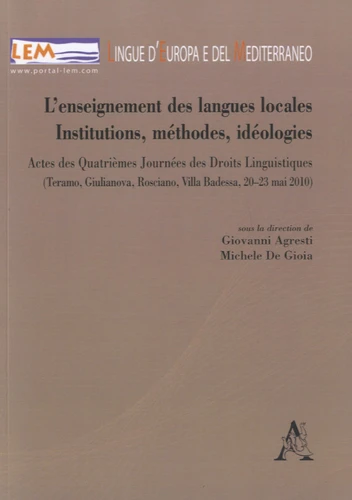 LEM
www.portal-lem.com
LINGUE D'EUROPA E DEL MEDITERRANEO
L'enseignement des langues locales
Institutions, méthodes, idéologies
Actes des Quatrièmes Journées des Droits Linguistiques
(Teramo, Giulianova, Rosciano, Villa Badessa, 20–23 mai 2010)
sous la direction de
Giovanni Agresti
Michele De Gioia
A